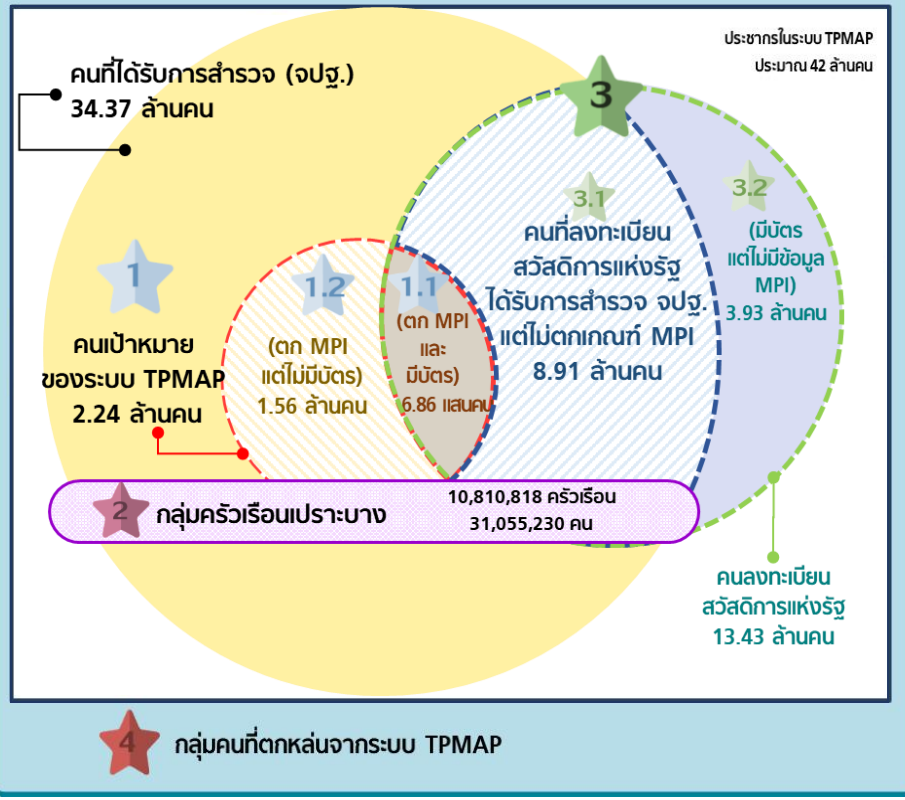 ประชากรในระบบ TPMAP
ประมาณ 42 ล้านคน
คนที่ได้รับการสำรวจ (จปฐ.)
34.37 ล้านคน
3
3.1
คนที่ลงทะเบียน
สวัสดิการแห่งรัฐ
ได้รับการสำรวจ จปฐ.
แต่ไม่ตกเกณฑ์ MPI
8.91 ล้านคน
3.2
(มีบัตร
แต่ไม่มีข้อมูล
MPI)
3.93 ล้านคน
1
คนเป้าหมาย
ของระบบ TPMAP
2.24 ล้านคน
1.2
(ตก MPI
แต่ไม่มีบัตร)
1.56 ล้านคน
1.1
(ตก MPI
และ
มีบัตร)
6.86 แสนคน
2
กลุ่มครัวเรือนเปราะบาง
10,810,818 ครัวเรือน
31,055,230 คน
คนลงทะเบียน
สวัสดิการแห่งรัฐ
13.43 ล้านคน
4
กลุ่มคนที่ตกหล่นจากระบบ TPMAP